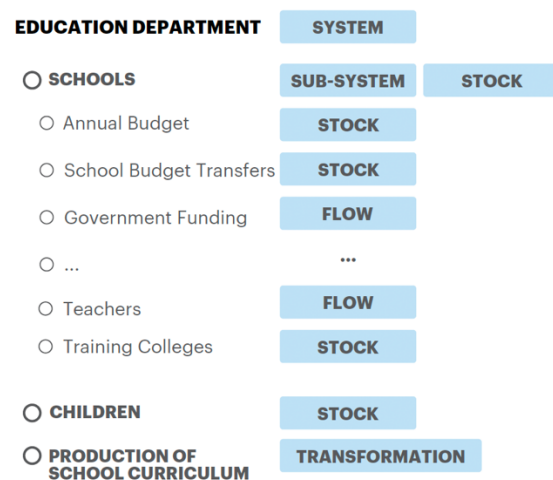 EDUCATION DEPARTMENT SYSTEM
SCHOOLS SUB-SYSTEM STOCK
Annual Budget STOCK
School Budget Transfers STOCK
Government Funding FLOW
... ...
Teachers FLOW
Training Colleges STOCK
CHILDREN STOCK
PRODUCTION OF TRANSFORMATION
SCHOOL CURRICULUM